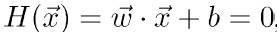 H(\vec{x}) = \vec{w} \cdot \vec{x} + b = 0,